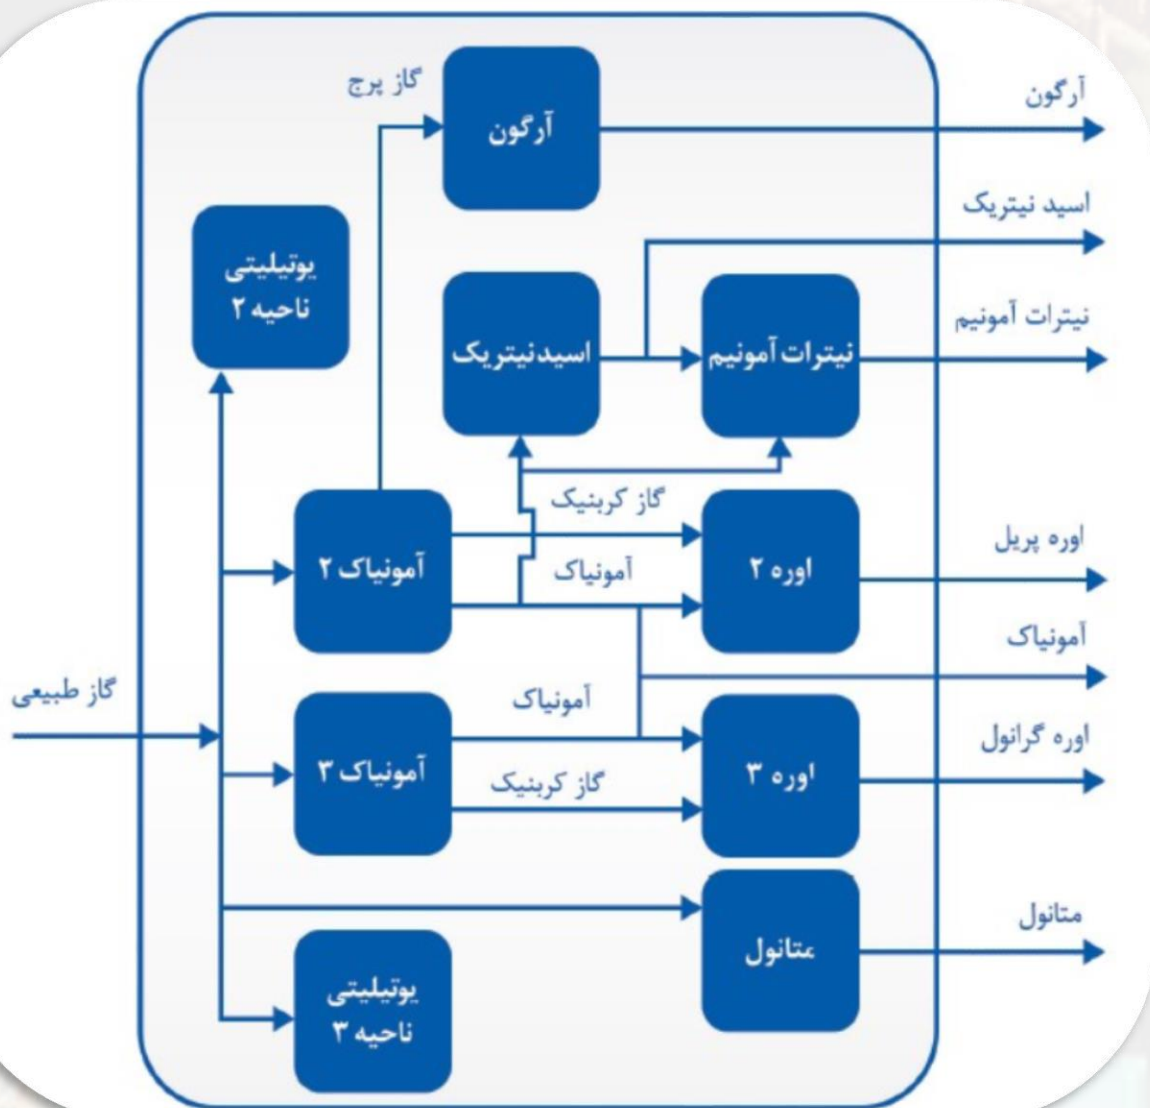 گاز پرج
آرگون
آرگون
اسید نیتریک
یوتیلیتی
ناحیه ۲
نیترات آمونیم
اسیدنیتریک
نیترات آمونیم
گاز کربنیک
اوره پریل
آمونیاک ۲
آمونیاک
اوره ۲
آمونیاک
گاز طبیعی
آمونیاک
اوره گرانول
آمونیاک ۳
گاز کربنیک
اوره ۳
متانول
متانول
یوتیلیتی
ناحیه ۳